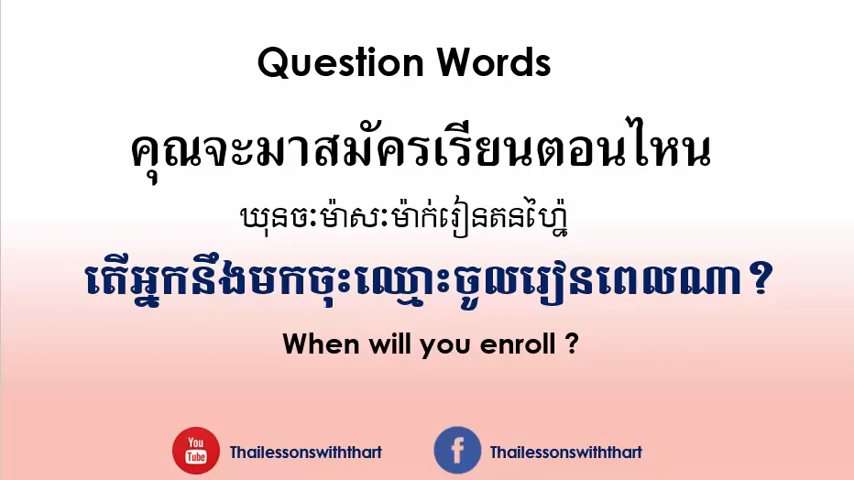 Question Words
คุณจะมาสมัครเรียนตอนไหน
ឃុនចះម៉ាសៈម៉ាក់រៀនតនហ្នៃ៉
តើអ្នកនឹងមកចុះឈ្មោះចូលរៀនពេលណា?
When will you enroll ?
You Tube Thailessonswiththart f Thailessonswiththart